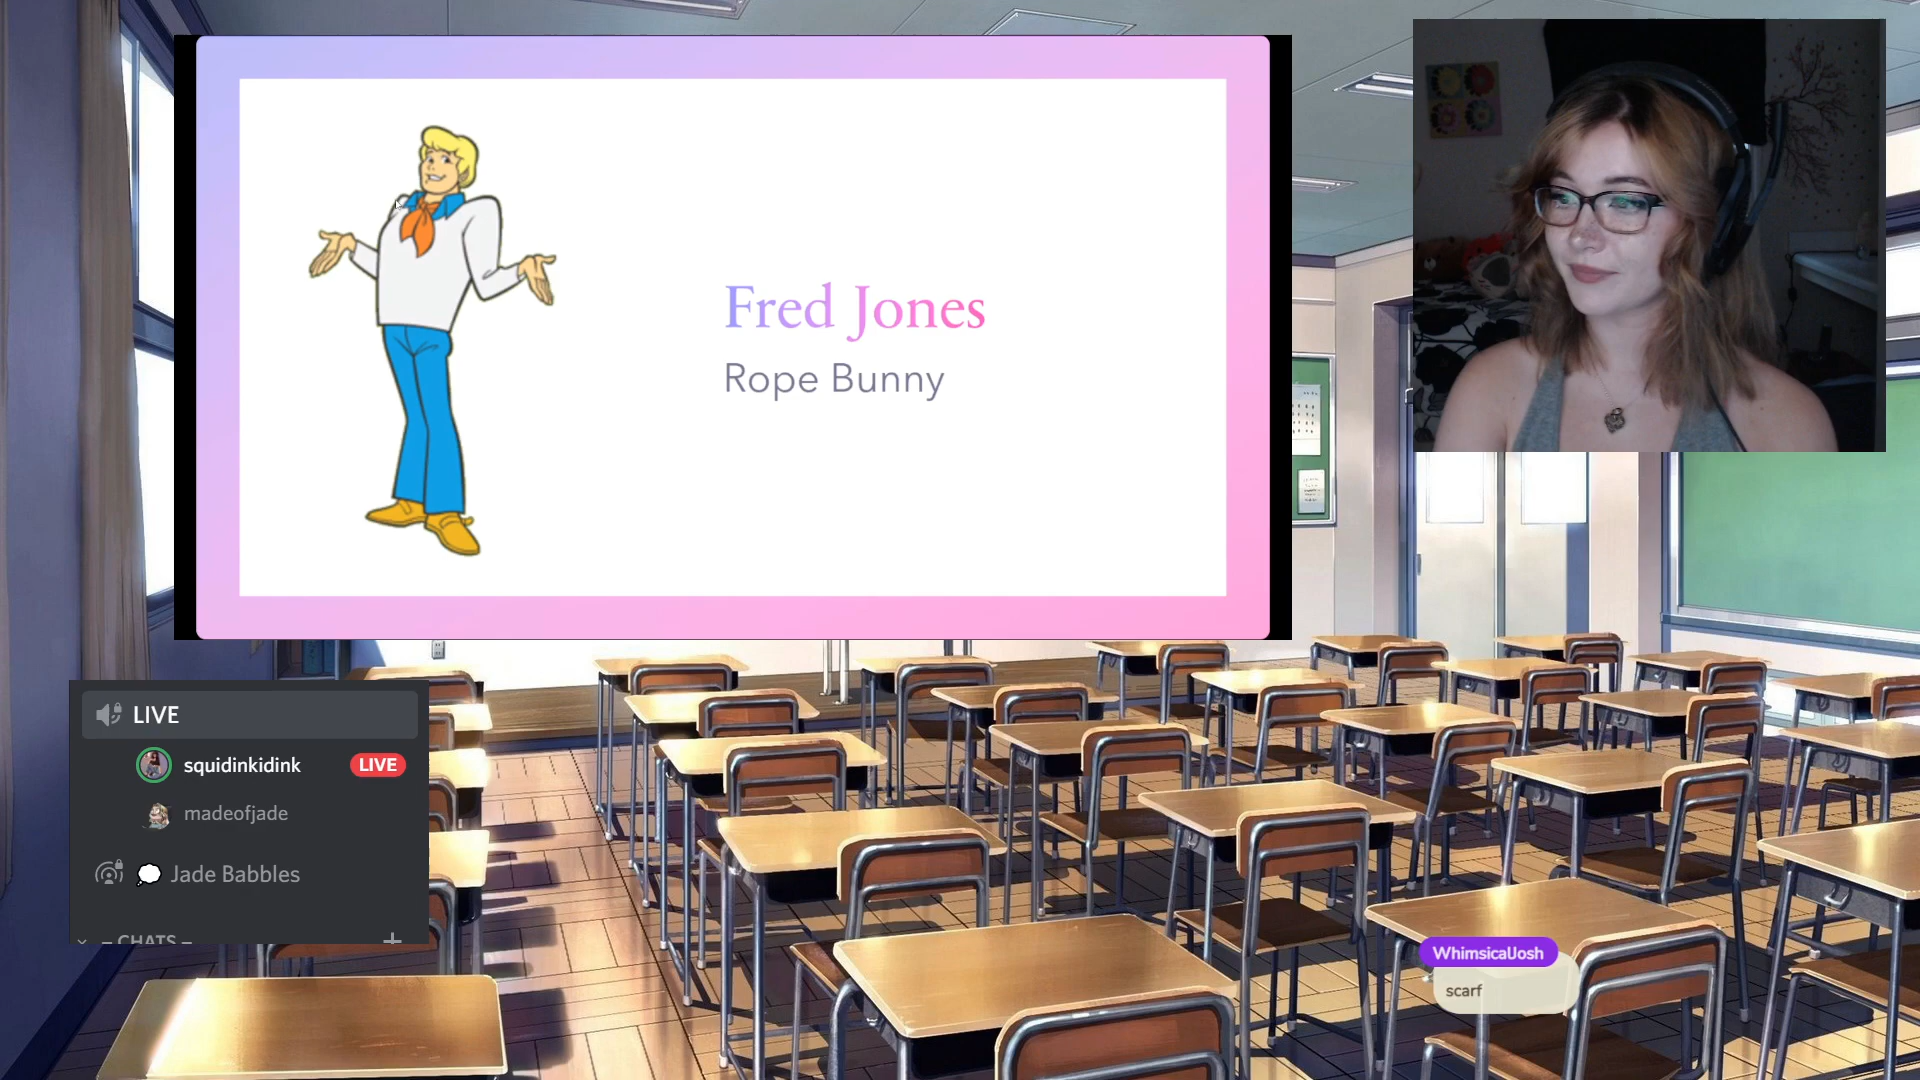 Fred Jones
Rope Bunny
LIVE
squidinkidink LIVE
madeofjade
Jade Babbles
– CHATS –
WhimsicalJosh
scarf